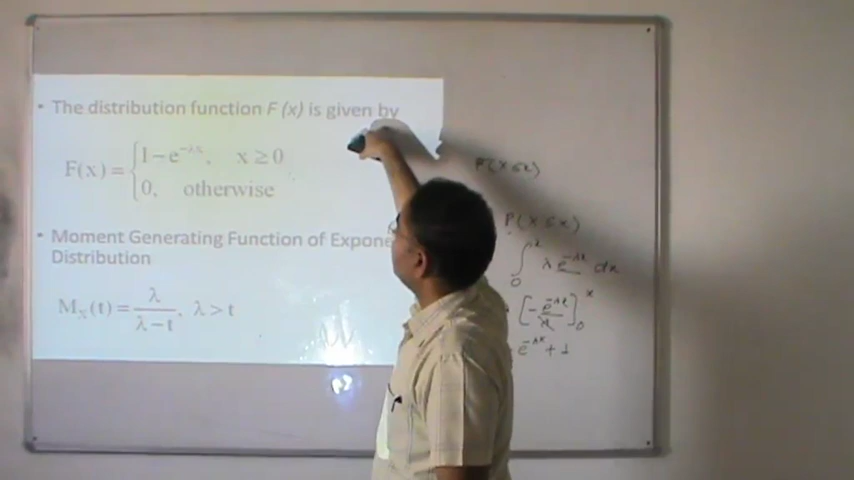 • The distribution function F (x) is given by
F(x) = { 1 − e^{−λx}, x ≥ 0
0, otherwise
• Moment Generating Function of Expone
Distribution
M_X(t) = λ / (λ − t), λ > t
P(X ≤ x)
P(X ≤ x)
∫_0^x λ e^{−λx} dx
[−e^{−λx} / λ]_0^x
e^{−λx} + 1